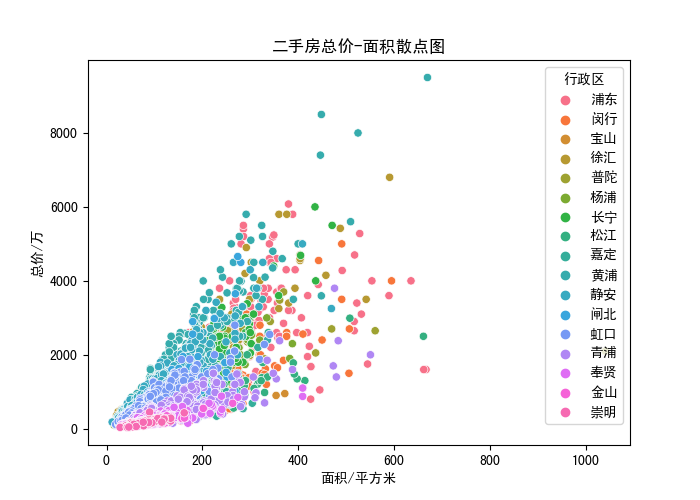 二手房总价-面积散点图
总价/万
8000
6000
4000
2000
0
0 200 400 600 800 1000
面积/平方米
行政区
浦东
闵行
宝山
徐汇
普陀
杨浦
长宁
松江
嘉定
黄浦
静安
闸北
虹口
青浦
奉贤
金山
崇明